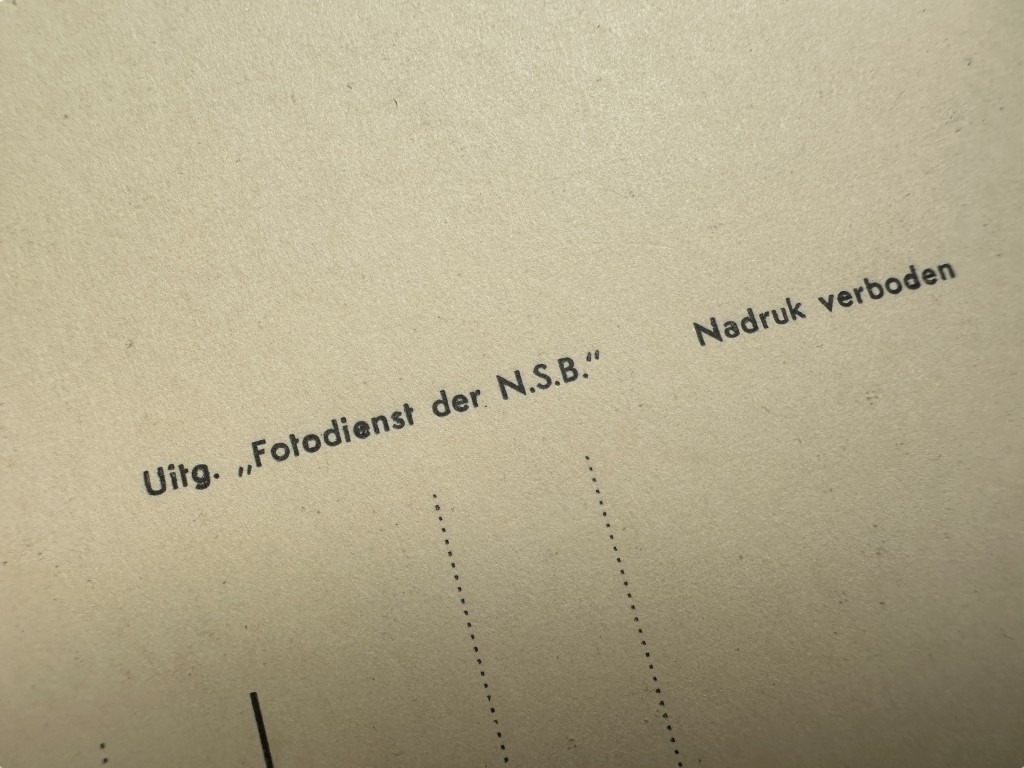 Uitg. „Fotodienst der N.S.B.“ Nadruk verboden